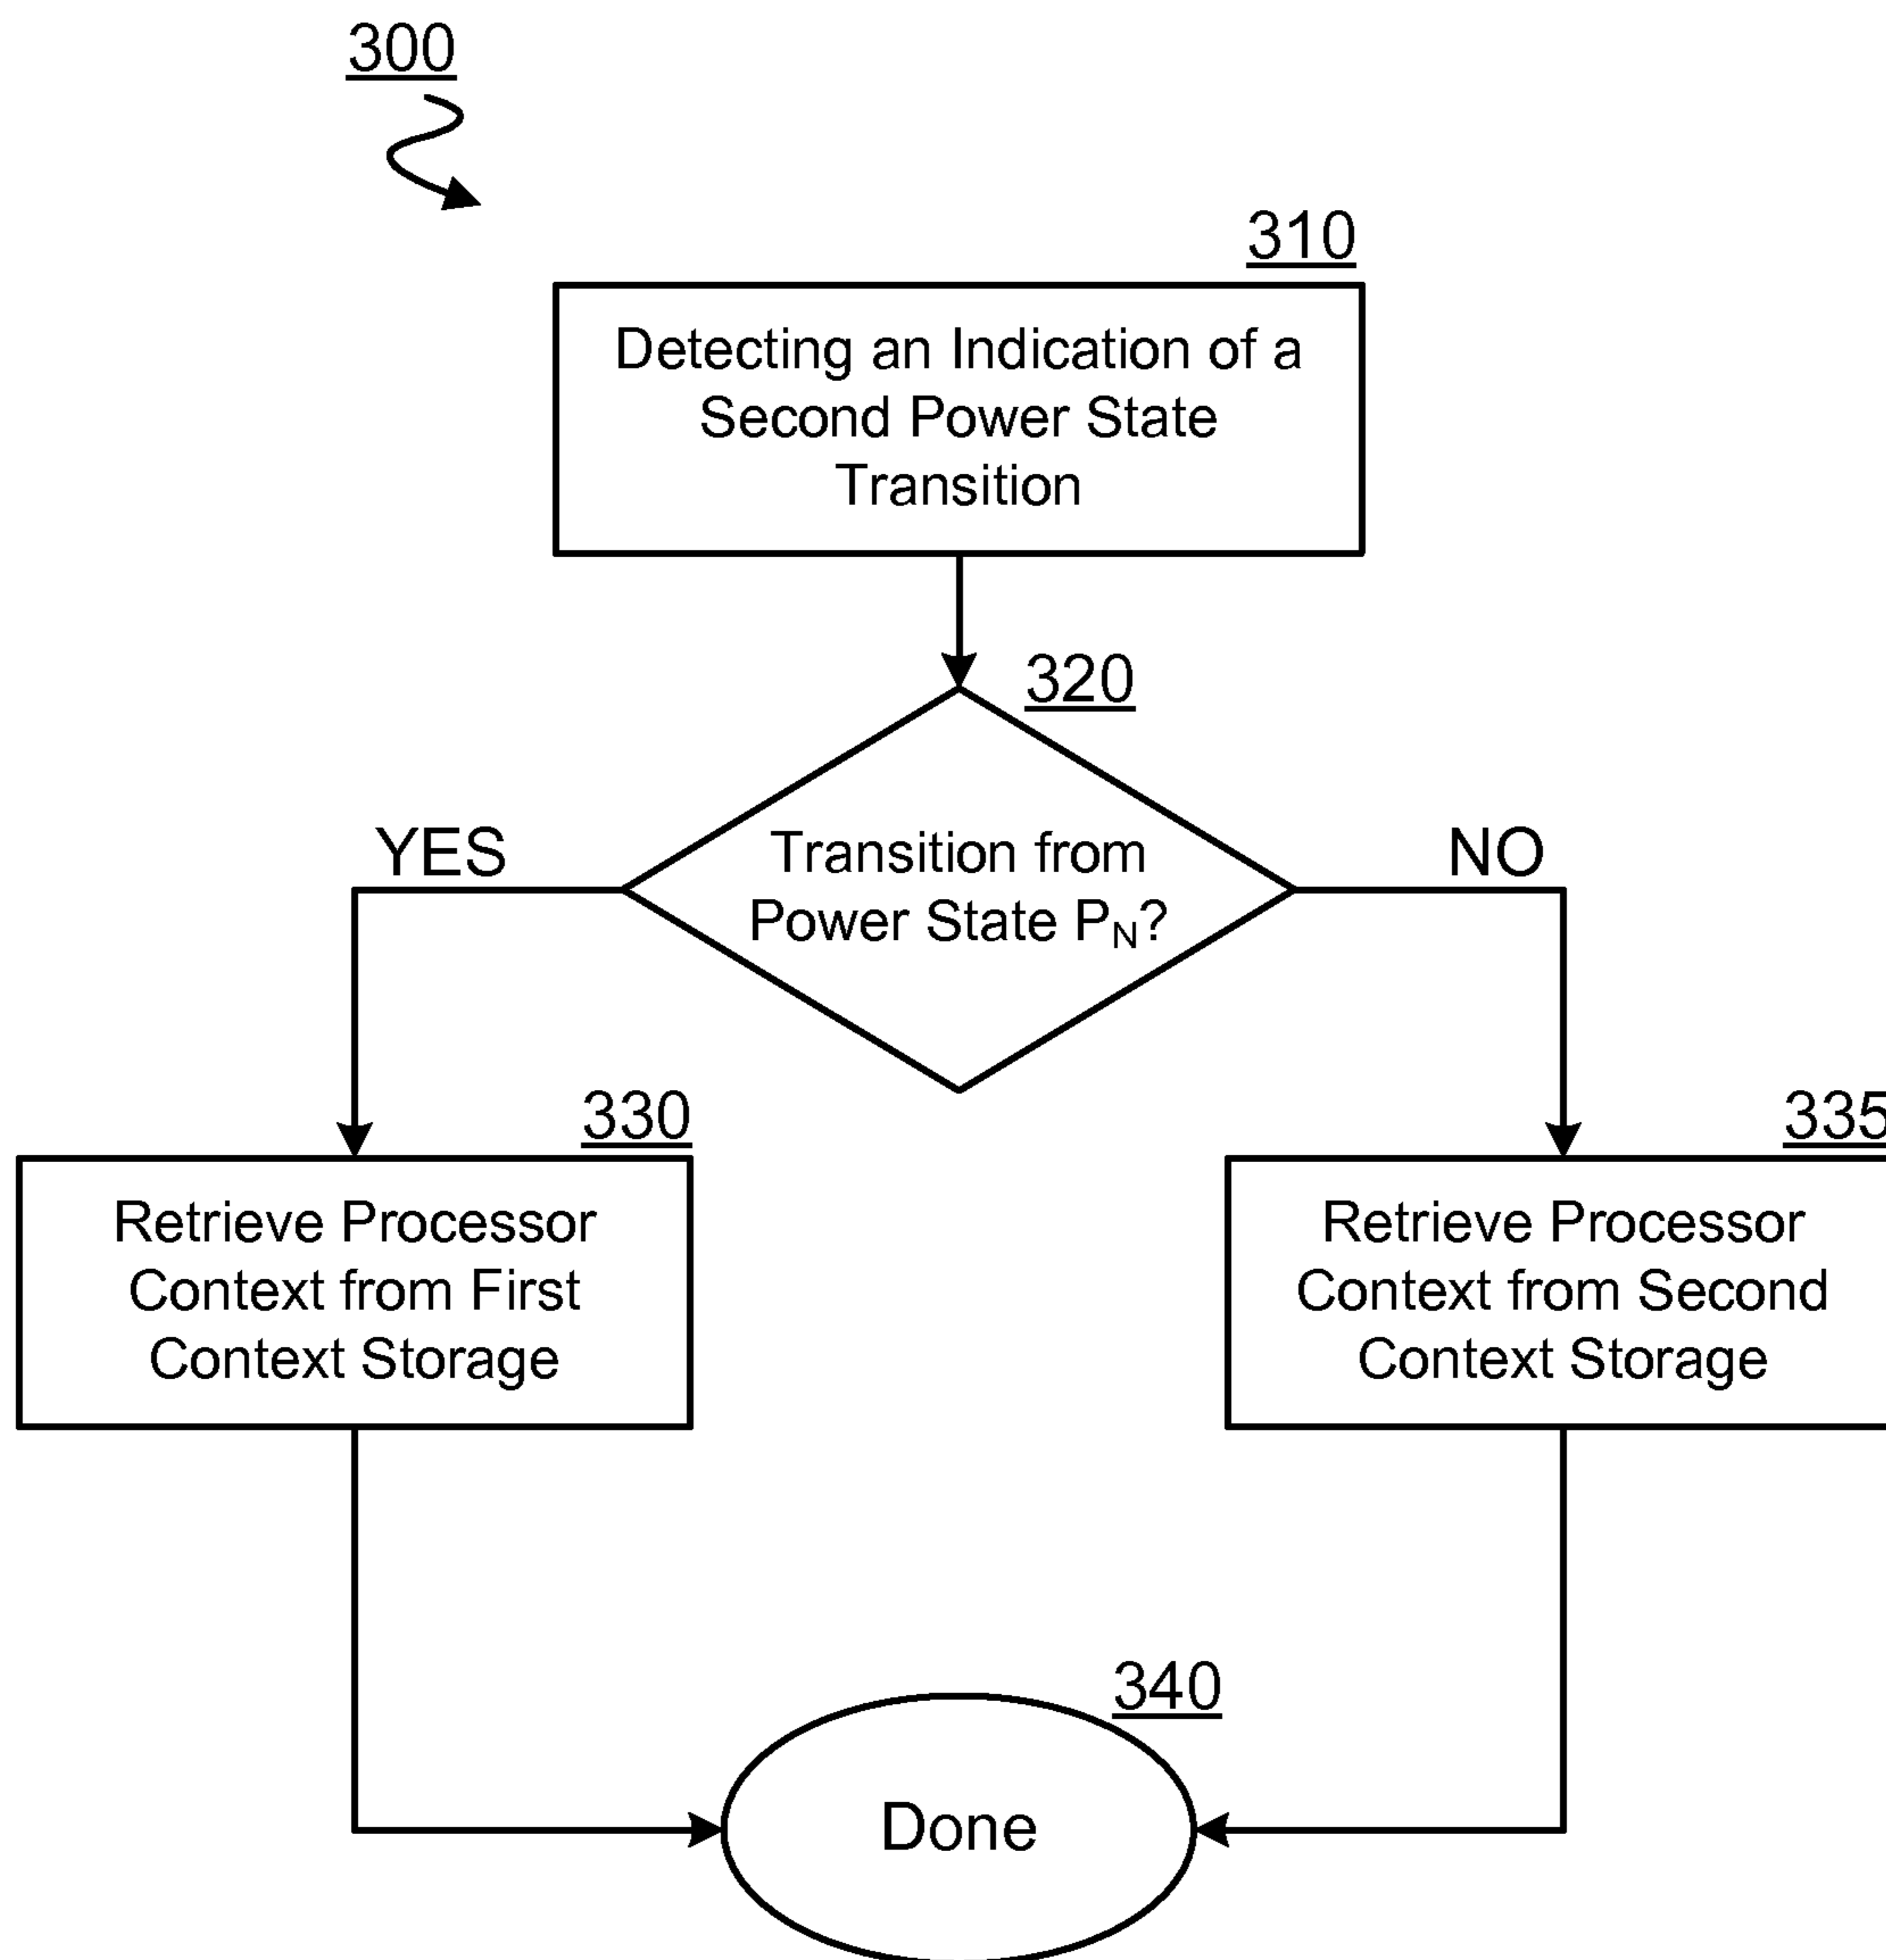 300
310
Detecting an Indication of a
Second Power State
Transition
320
YES
Transition from
Power State PN?
NO
330
335
Retrieve Processor
Context from First
Context Storage
Retrieve Processor
Context from Second
Context Storage
340
Done